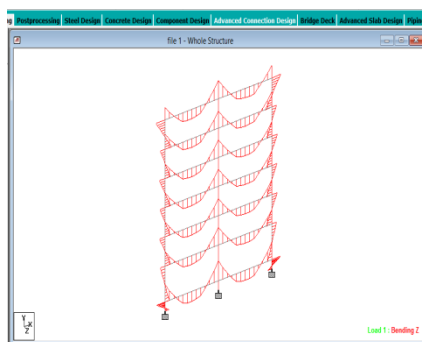 Postprocessing Steel Design Concrete Design Component Design Advanced Connection Design Bridge Deck Advanced Slab Design
file 1 - Whole Structure
Y
X
Z
Load 1 : Bending Z